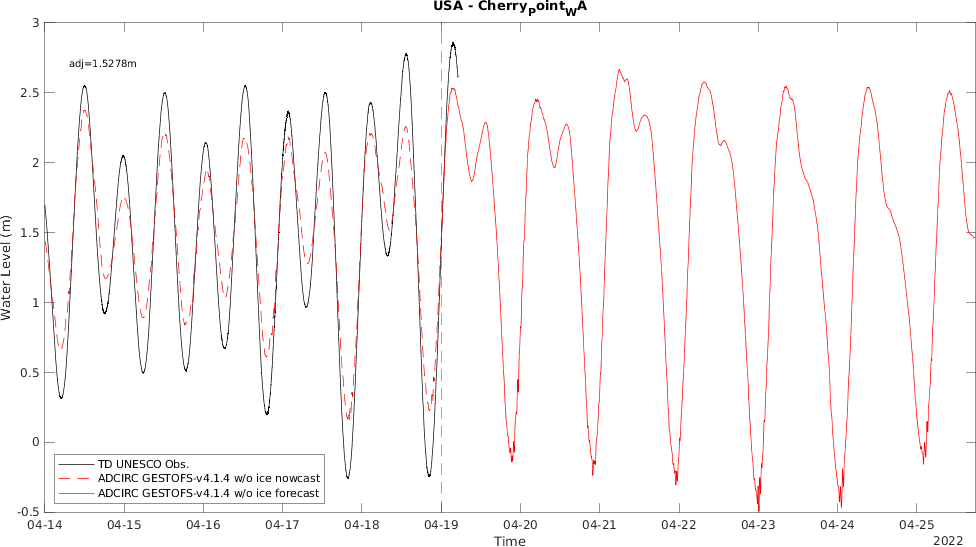 USA - CherryPointWA
adj=1.5278m
Water Level (m)
3
2.5
2
1.5
1
0.5
0
-0.5
TD UNESCO Obs.
ADCIRC GESTOFS-v4.1.4 w/o ice nowcast
ADCIRC GESTOFS-v4.1.4 w/o ice forecast
04-14 04-15 04-16 04-17 04-18 04-19 04-20 04-21 04-22 04-23 04-24 04-25
Time
2022